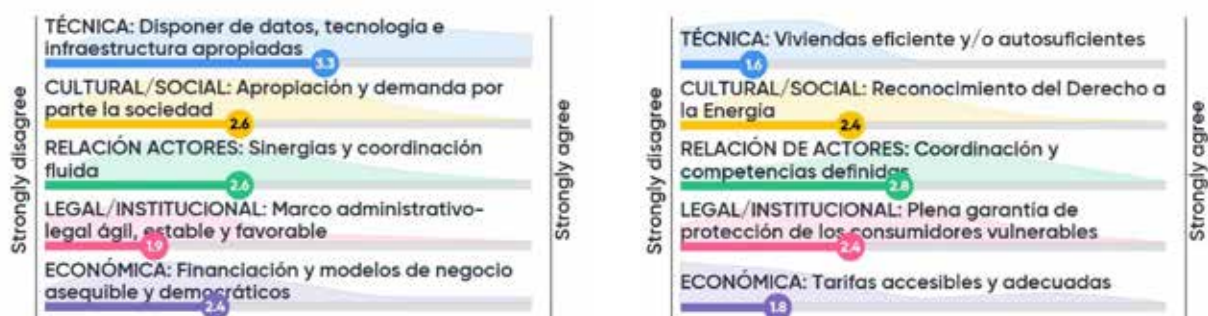 Strongly disagree
TÉCNICA: Disponer de datos, tecnología e
infraestructura apropiadas
3.3
CULTURAL/SOCIAL: Apropiación y demanda por
parte la sociedad
2.6
RELACIÓN ACTORES: Sinergias y coordinación
fluida
2.6
LEGAL/INSTITUCIONAL: Marco administrativo-
legal ágil, estable y favorable
1.9
ECONÓMICA: Financiación y modelos de negocio
asequible y democráticos
2.4
Strongly agree
Strongly disagree
TÉCNICA: Viviendas eficiente y/o autosuficientes
1.6
CULTURAL/SOCIAL: Reconocimiento del Derecho a
la Energía
2.4
RELACIÓN DE ACTORES: Coordinación y
competencias definidas
2.8
LEGAL/INSTITUCIONAL: Plena garantía de
protección de los consumidores vulnerables
2.4
ECONÓMICA: Tarifas accesibles y adecuadas
1.8
Strongly agree